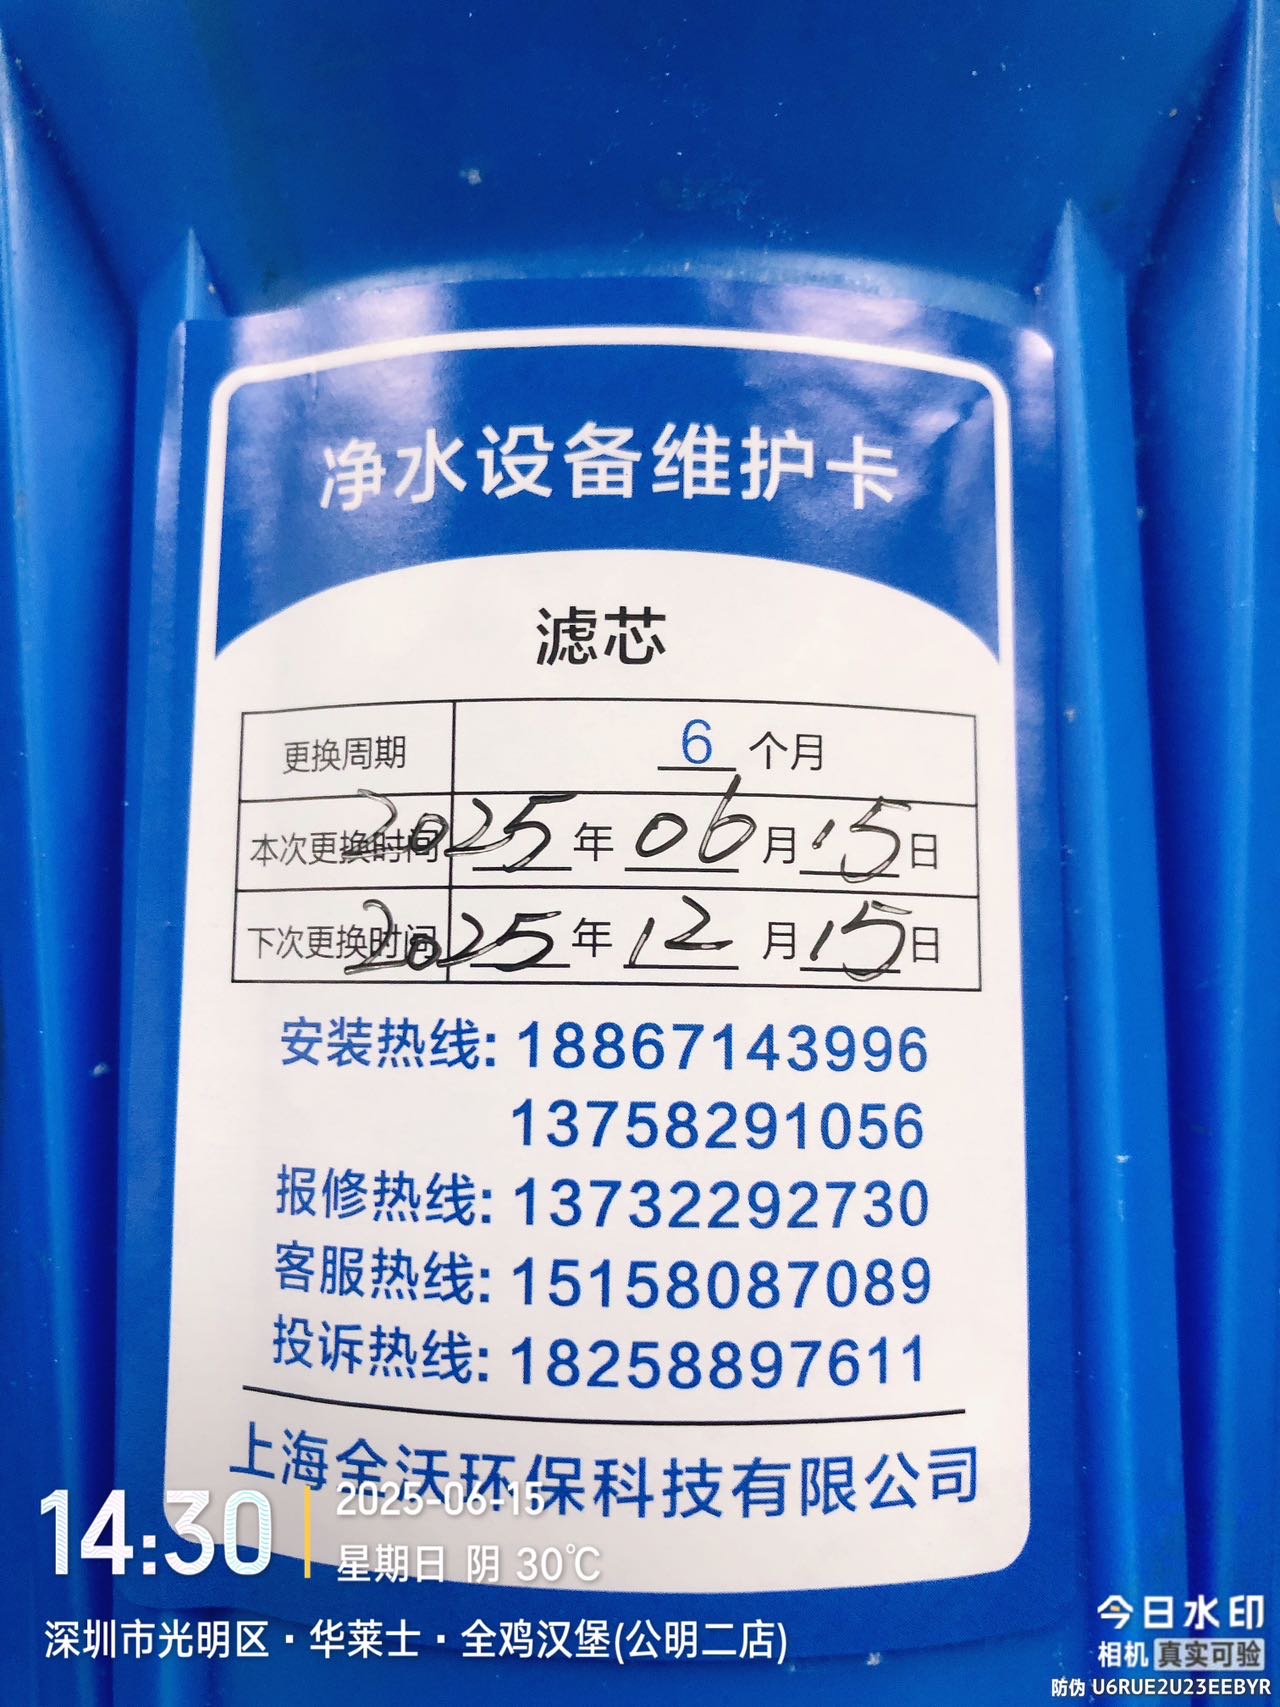 净水设备维护卡
滤芯
更换周期 6 个月
本次更换时间 2025 年 06 月 15 日
下次更换时间 2025 年 12 月 15 日
安装热线: 18867143996
13758291056
报修热线: 13732292730
客服热线: 15158087089
投诉热线: 18258897611
上海全沃环保科技有限公司
14:30
2025-06-15
星期日 阴 30℃
深圳市光明区·华莱士·全鸡汉堡(公明二店)
今日水印
相机 真实可验
防伪 U6RUE2U23EEBYR